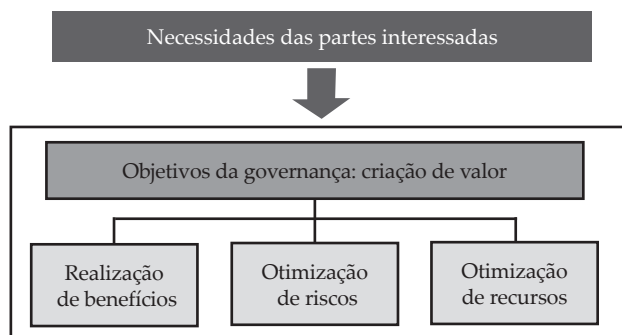 Necessidades das partes interessadas
Objetivos da governança: criação de valor
Realização
de benefícios
Otimização
de riscos
Otimização
de recursos